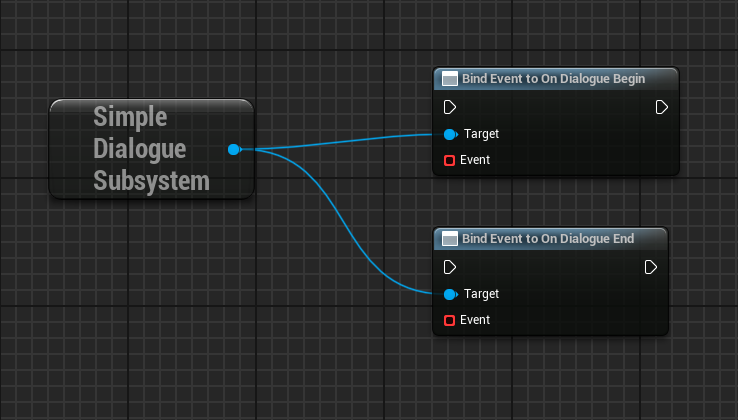 Simple
Dialogue
Subsystem
Bind Event to On Dialogue Begin
Target
Event
Bind Event to On Dialogue End
Target
Event